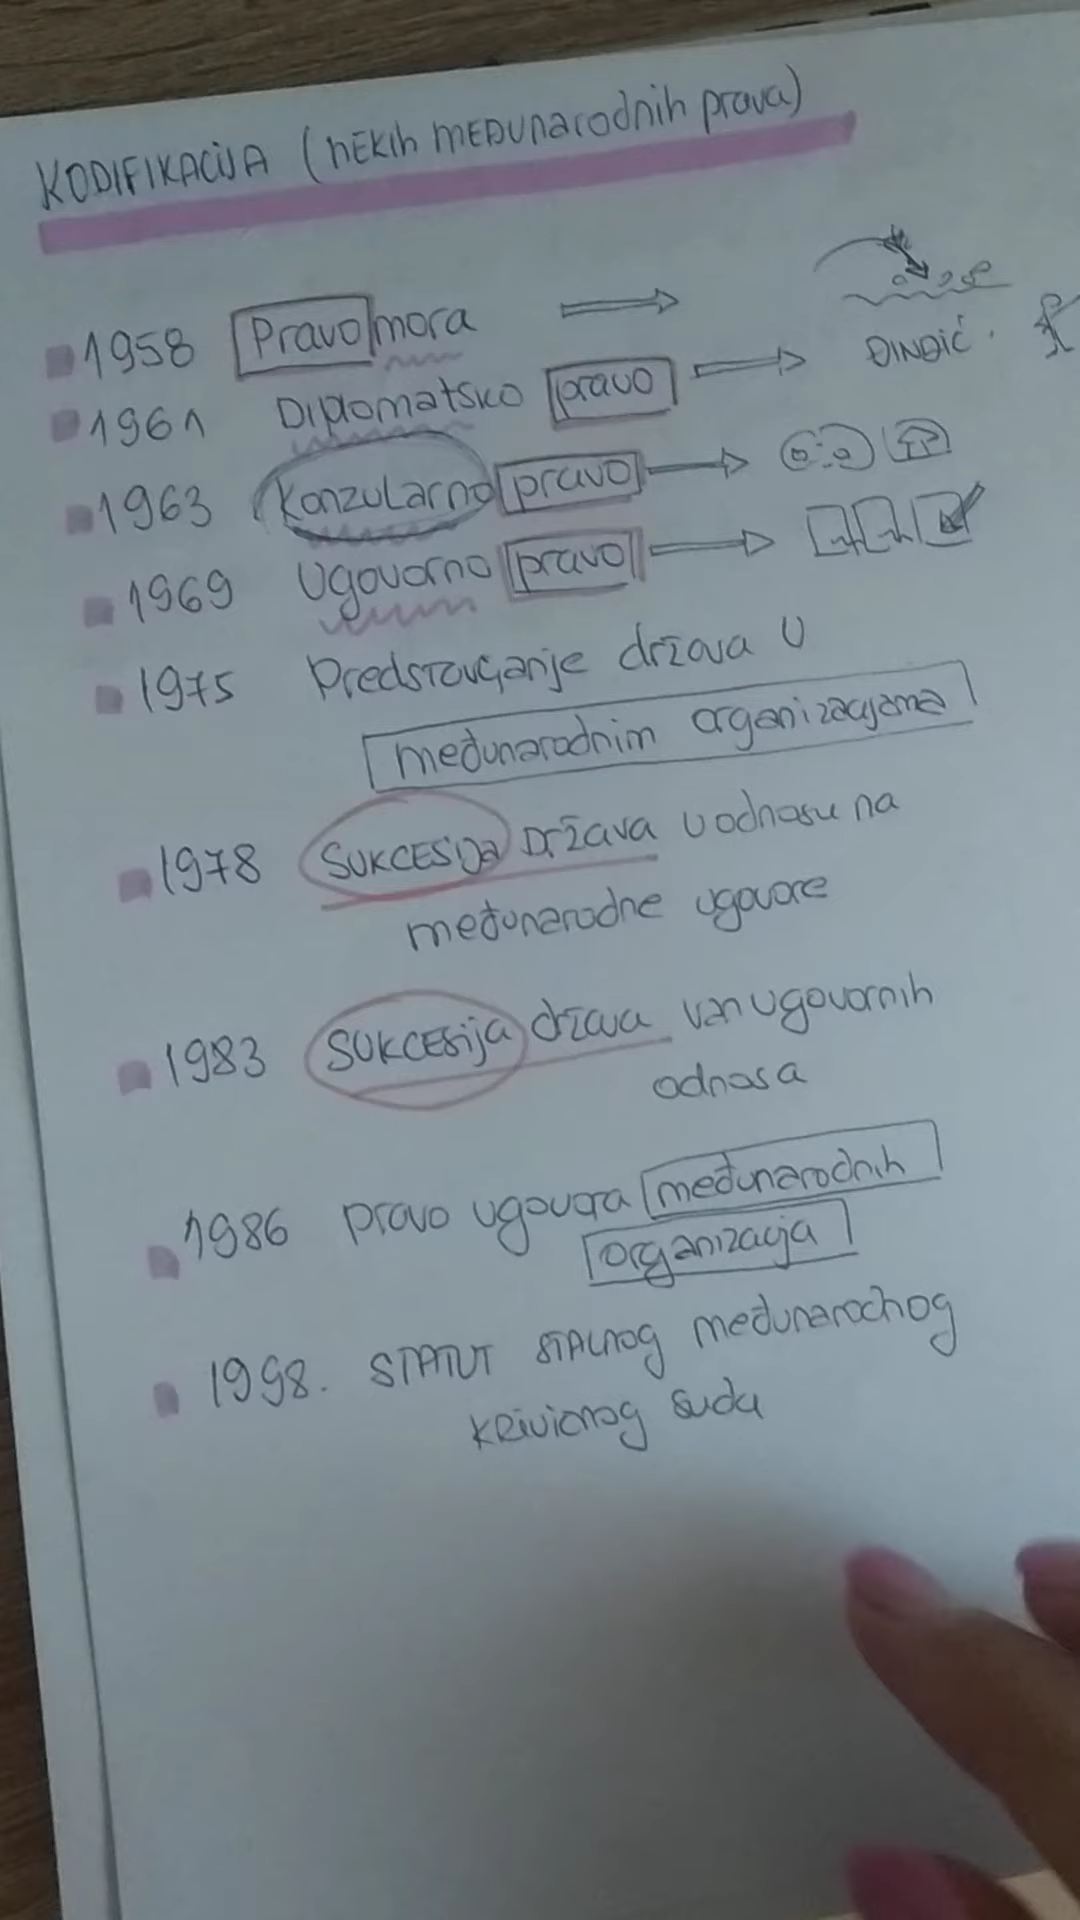 KODIFIKACIJA (nEKIh MEĐUnarodnih prava)
1958 Pravo mora
1961 Diplomatsko pravo ĐINĐIĆ.
1963 Konzularno pravo
1969 Ugovorno pravo
1975 Predstavljanje država u
međunarodnim organizacijama
1978 SUKCESIJA Država u odnosu na
međunarodne ugovore
1983 SUKCESija država van ugovornih
odnosa
1986 pravo ugovora međunarodnih
organizacija
1998. STATUT STALNOG međunarodnog
KRivičnog suda